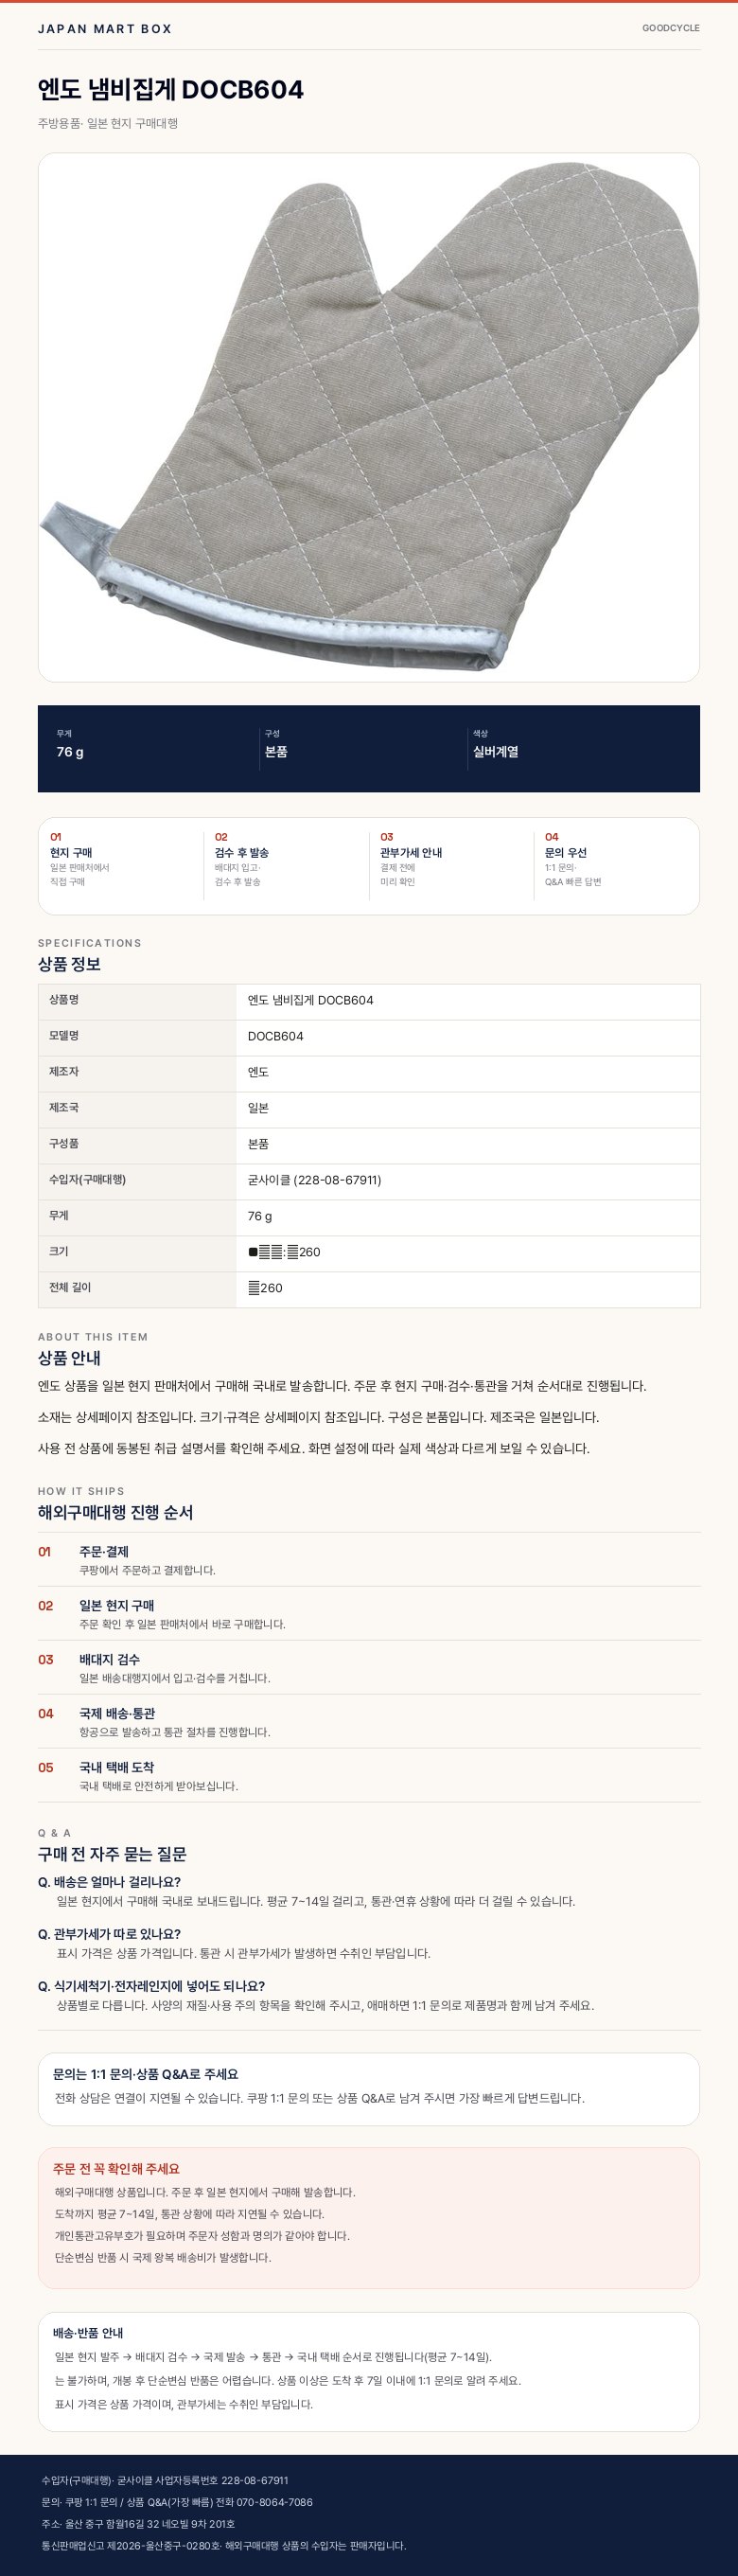 JAPAN MART BOX
GOODCYCLE
엔도 냄비집게 DOCB604
주방용품· 일본 현지 구매대행
무게
76 g
구성
본품
색상
실버계열
01
현지 구매
일본 판매처에서
직접 구매
02
검수 후 발송
배대지 입고·
검수 후 발송
03
관부가세 안내
결제 전에
미리 확인
04
문의 우선
1:1 문의·
Q&A 빠른 답변
SPECIFICATIONS
상품 정보
상품명 엔도 냄비집게 DOCB604
모델명 DOCB604
제조자 엔도
제조국 일본
구성품 본품
수입자(구매대행) 굳사이클 (228-08-67911)
무게 76 g
크기 ●▤▤:▤260
전체 길이 ▤260
ABOUT THIS ITEM
상품 안내
엔도 상품을 일본 현지 판매처에서 구매해 국내로 발송합니다. 주문 후 현지 구매·검수·통관을 거쳐 순서대로 진행됩니다.
소재는 상세페이지 참조입니다. 크기·규격은 상세페이지 참조입니다. 구성은 본품입니다. 제조국은 일본입니다.
사용 전 상품에 동봉된 취급 설명서를 확인해 주세요. 화면 설정에 따라 실제 색상과 다르게 보일 수 있습니다.
HOW IT SHIPS
해외구매대행 진행 순서
01 주문·결제
쿠팡에서 주문하고 결제합니다.
02 일본 현지 구매
주문 확인 후 일본 판매처에서 바로 구매합니다.
03 배대지 검수
일본 배송대행지에서 입고·검수를 거칩니다.
04 국제 배송·통관
항공으로 발송하고 통관 절차를 진행합니다.
05 국내 택배 도착
국내 택배로 안전하게 받아보십니다.
Q & A
구매 전 자주 묻는 질문
Q. 배송은 얼마나 걸리나요?
일본 현지에서 구매해 국내로 보내드립니다. 평균 7~14일 걸리고, 통관·연휴 상황에 따라 더 걸릴 수 있습니다.
Q. 관부가세가 따로 있나요?
표시 가격은 상품 가격입니다. 통관 시 관부가세가 발생하면 수취인 부담입니다.
Q. 식기세척기·전자레인지에 넣어도 되나요?
상품별로 다릅니다. 사양의 재질·사용 주의 항목을 확인해 주시고, 애매하면 1:1 문의로 제품명과 함께 남겨 주세요.
문의는 1:1 문의·상품 Q&A로 주세요
전화 상담은 연결이 지연될 수 있습니다. 쿠팡 1:1 문의 또는 상품 Q&A로 남겨 주시면 가장 빠르게 답변드립니다.
주문 전 꼭 확인해 주세요
해외구매대행 상품입니다. 주문 후 일본 현지에서 구매해 발송합니다.
도착까지 평균 7~14일, 통관 상황에 따라 지연될 수 있습니다.
개인통관고유부호가 필요하며 주문자 성함과 명의가 같아야 합니다.
단순변심 반품 시 국제 왕복 배송비가 발생합니다.
배송·반품 안내
일본 현지 발주 → 배대지 검수 → 국제 발송 → 통관 → 국내 택배 순서로 진행됩니다(평균 7~14일).
는 불가하며, 개봉 후 단순변심 반품은 어렵습니다. 상품 이상은 도착 후 7일 이내에 1:1 문의로 알려 주세요.
표시 가격은 상품 가격이며, 관부가세는 수취인 부담입니다.
수입자(구매대행)· 굳사이클 사업자등록번호 228-08-67911
문의· 쿠팡 1:1 문의 / 상품 Q&A(가장 빠름) 전화 070-8064-7086
주소· 울산 중구 함월16길 32 네오빌 9차 201호
통신판매업신고 제2026-울산중구-0280호· 해외구매대행 상품의 수입자는 판매자입니다.